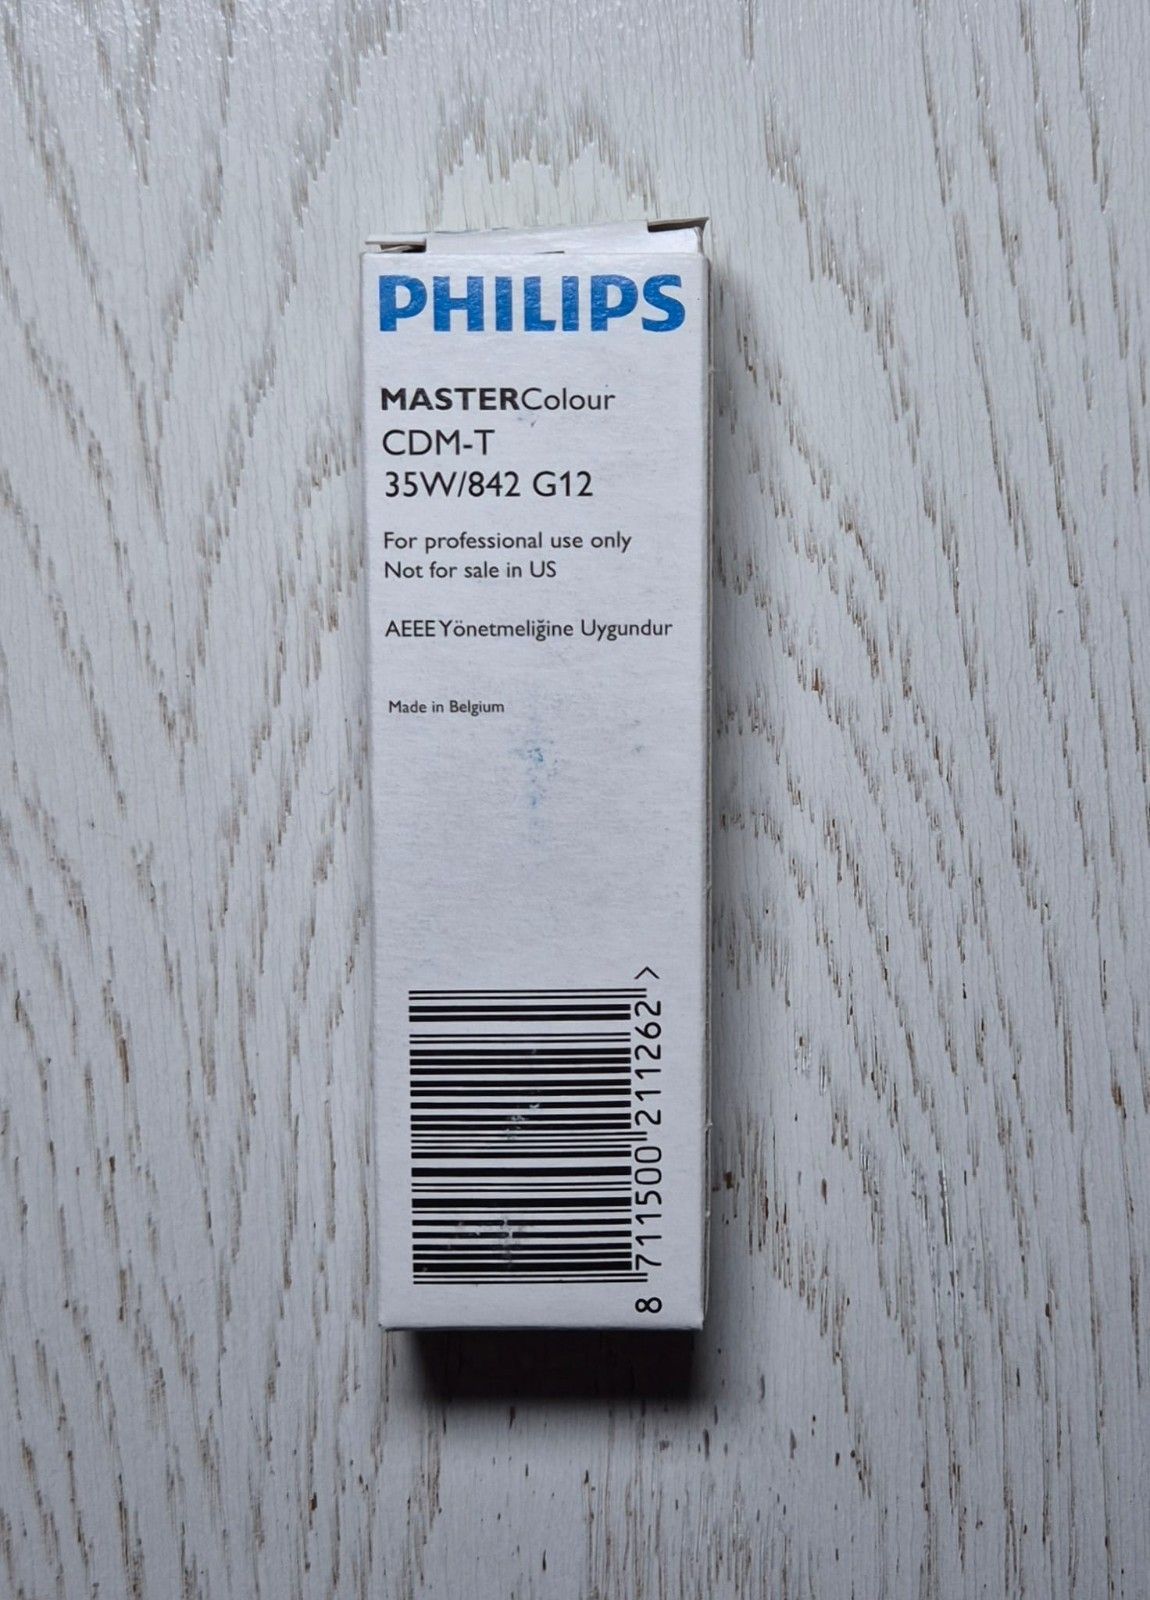 PHILIPS
MASTERColour
CDM-T
35W/842 G12
For professional use only
Not for sale in US
AEEE Yönetmeliğine Uygundur
Made in Belgium
8 711500 211262 >